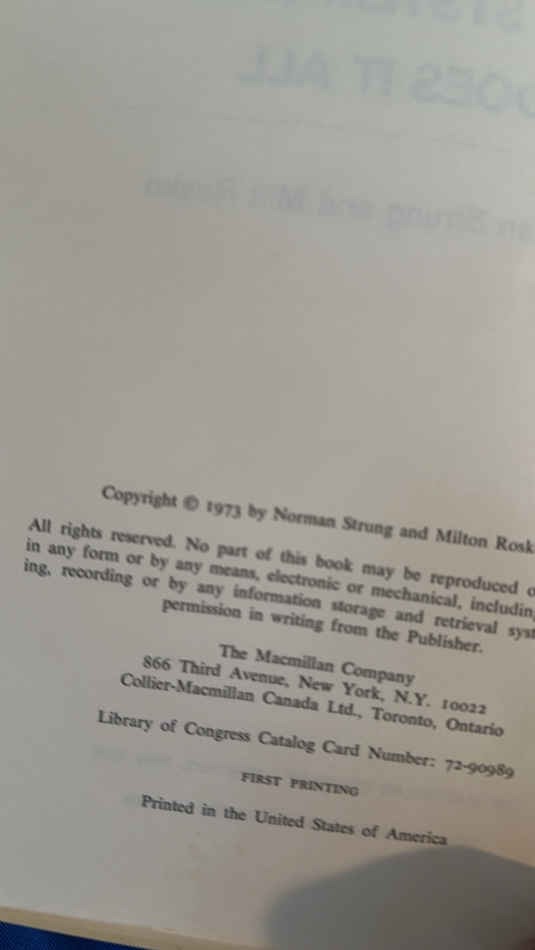 Copyright © 1973 by Norman Strung and Milton Rosk
All rights reserved. No part of this book may be reproduced o
in any form or by any means, electronic or mechanical, includin
ing, recording or by any information storage and retrieval syst
permission in writing from the Publisher.
The Macmillan Company
866 Third Avenue, New York, N.Y. 10022
Collier-Macmillan Canada Ltd., Toronto, Ontario
Library of Congress Catalog Card Number: 72-90989
FIRST PRINTING
Printed in the United States of America